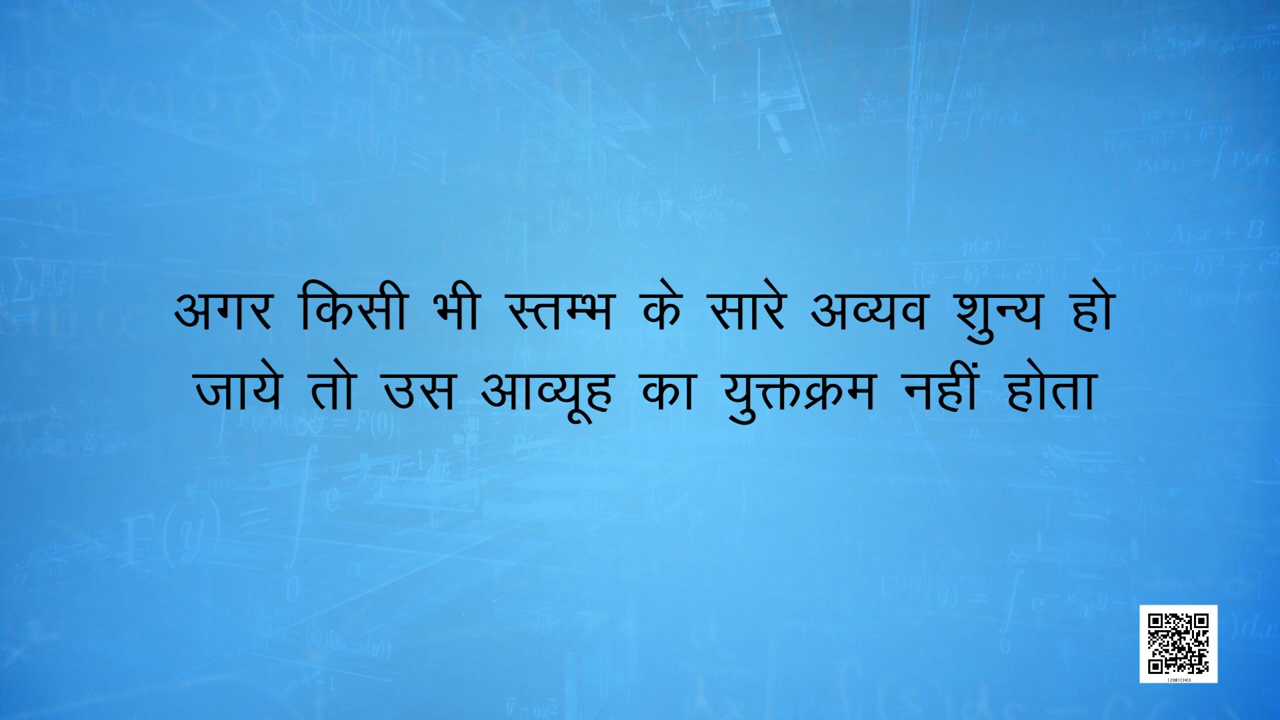 अगर किसी भी स्तम्भ के सारे अव्यव शुन्य हो
जाये तो उस आव्यूह का युक्तक्रम नहीं होता